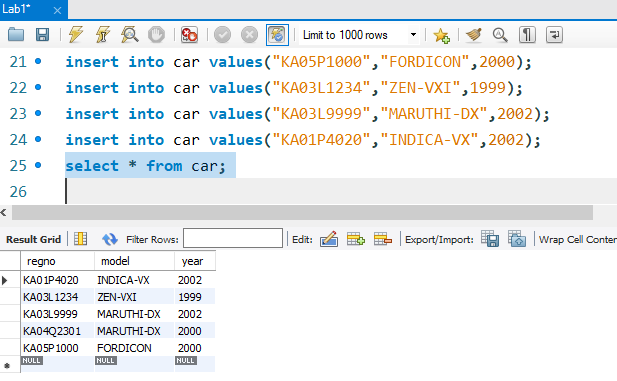 Lab1*
Limit to 1000 rows
21 insert into car values("KA05P1000","FORDICON",2000);
22 insert into car values("KA03L1234","ZEN-VXI",1999);
23 insert into car values("KA03L9999","MARUTHI-DX",2002);
24 insert into car values("KA01P4020","INDICA-VX",2002);
25 select * from car;
26
Result Grid Filter Rows: Edit: Export/Import: Wrap Cell Conten
regno model year
KA01P4020 INDICA-VX 2002
KA03L1234 ZEN-VXI 1999
KA03L9999 MARUTHI-DX 2002
KA04Q2301 MARUTHI-DX 2000
KA05P1000 FORDICON 2000
NULL NULL NULL